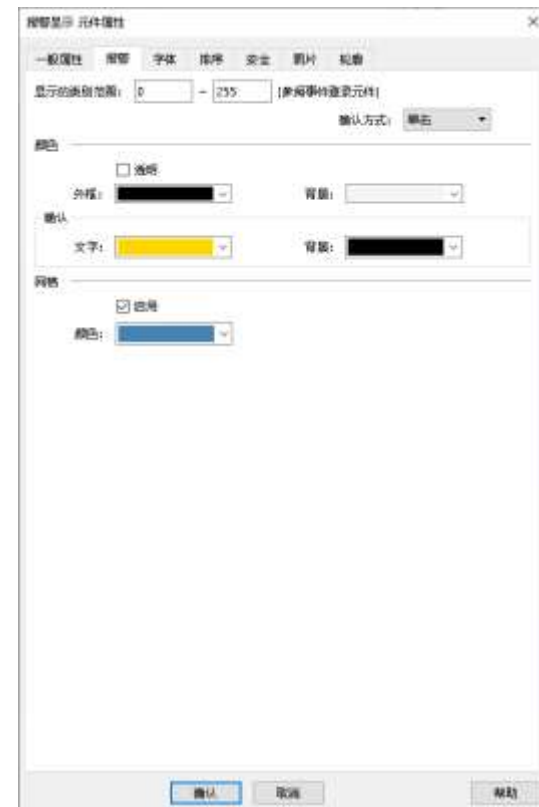 报警显示 元件属性
一般属性 报警 字体 排序 安全 图片 轮廓
显示的类别范围： 0 ~ 255 [参阅事件登录元件]
确认方式： 单击
颜色
透明
外框： 背景：
确认
文字： 背景：
网格
启用
颜色：
确认 取消 帮助